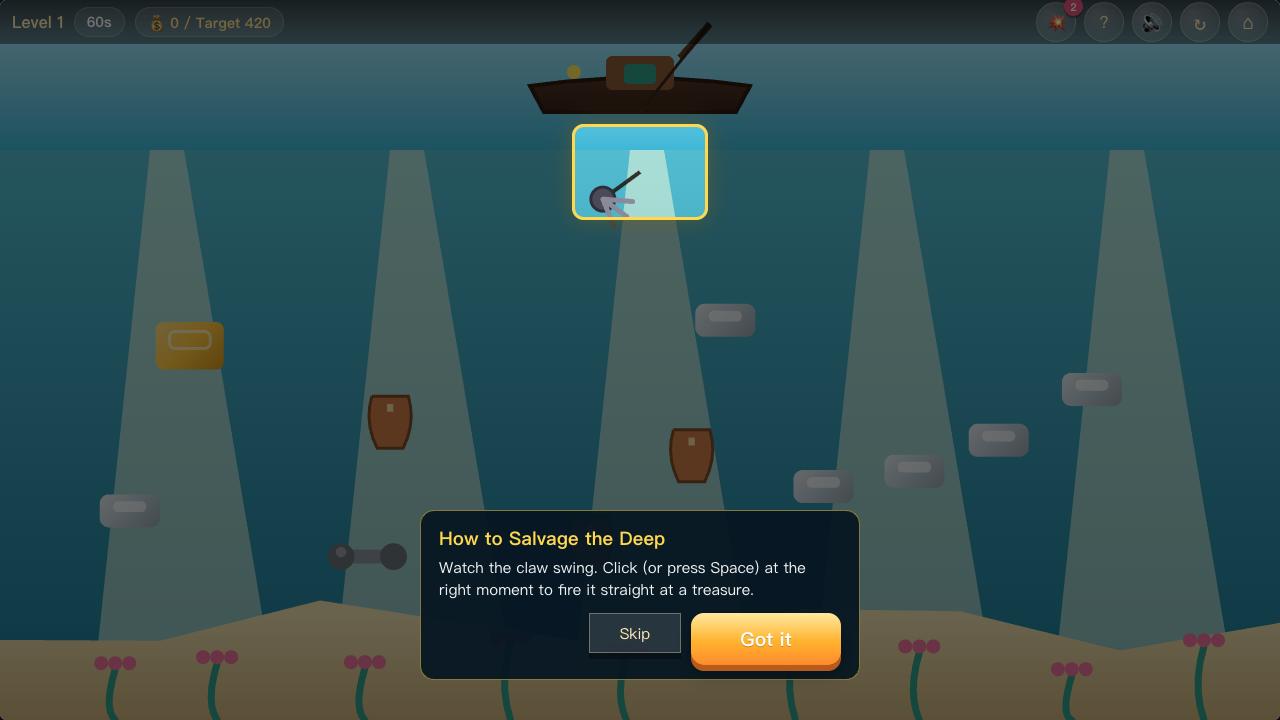 Level 1 60s 0 / Target 420 2 ?
How to Salvage the Deep
Watch the claw swing. Click (or press Space) at the
right moment to fire it straight at a treasure.
Skip Got it